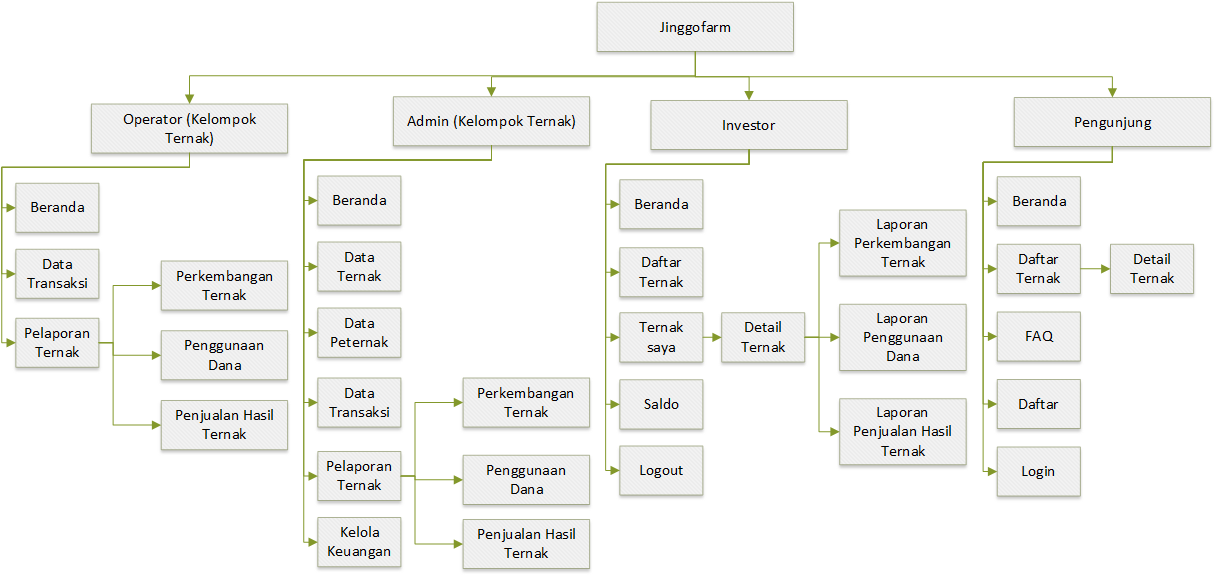 Jinggofarm
Operator (Kelompok
Ternak)
Beranda
Data
Transaksi
Pelaporan
Ternak
Perkembangan
Ternak
Penggunaan
Dana
Penjualan Hasil
Ternak
Admin (Kelompok Ternak)
Beranda
Data
Ternak
Data
Peternak
Data
Transaksi
Pelaporan
Ternak
Perkembangan
Ternak
Penggunaan
Dana
Penjualan Hasil
Ternak
Kelola
Keuangan
Investor
Beranda
Daftar
Ternak
Ternak
saya
Detail
Ternak
Laporan
Perkembangan
Ternak
Laporan
Penggunaan
Dana
Laporan
Penjualan Hasil
Ternak
Saldo
Logout
Pengunjung
Beranda
Daftar
Ternak
Detail
Ternak
FAQ
Daftar
Login